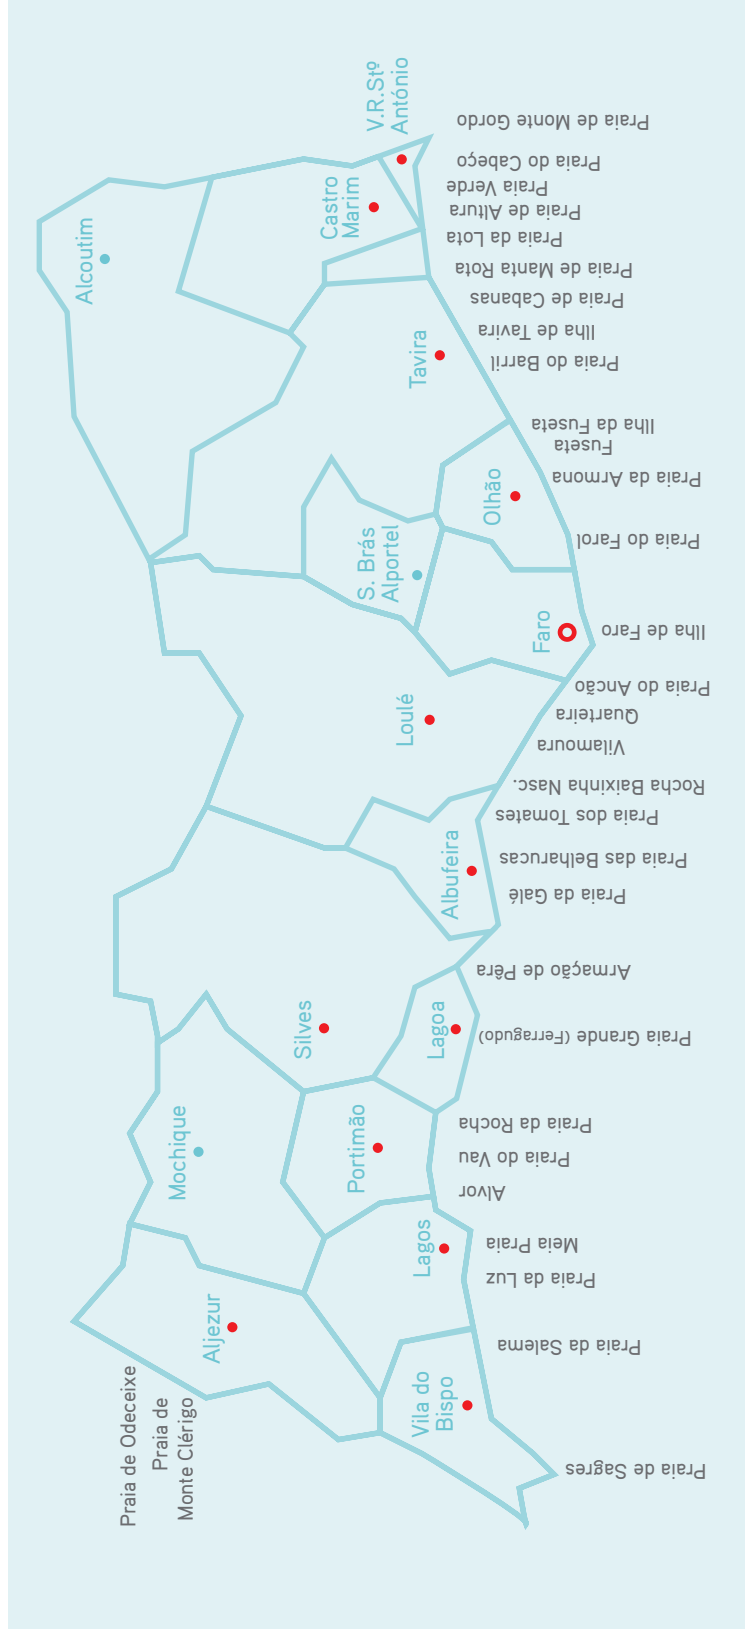 Alcoutim
V.R.Stº
António
Castro
Marim
Tavira
Olhão
S. Brás
Alportel
Faro
Loulé
Albufeira
Silves
Lagoa
Mochique
Portimão
Lagos
Aljezur
Vila do
Bispo
Praia de Odeceixe
Praia de
Monte Clérigo
Praia de Sagres
Praia da Salema
Praia da Luz
Meia Praia
Alvor
Praia do Vau
Praia da Rocha
Praia Grande (Ferragudo)
Armação de Pêra
Praia da Galé
Praia das Belharucas
Praia dos Tomates
Rocha Baixinha Nasc.
Vilamoura
Quarteira
Praia do Ancão
Ilha de Faro
Praia do Farol
Praia da Armona
Fuseta
Ilha da Fuseta
Praia do Barril
Ilha de Tavira
Praia de Cabanas
Praia de Manta Rota
Praia da Lota
Praia de Altura
Praia Verde
Praia do Cabeço
Praia de Monte Gordo